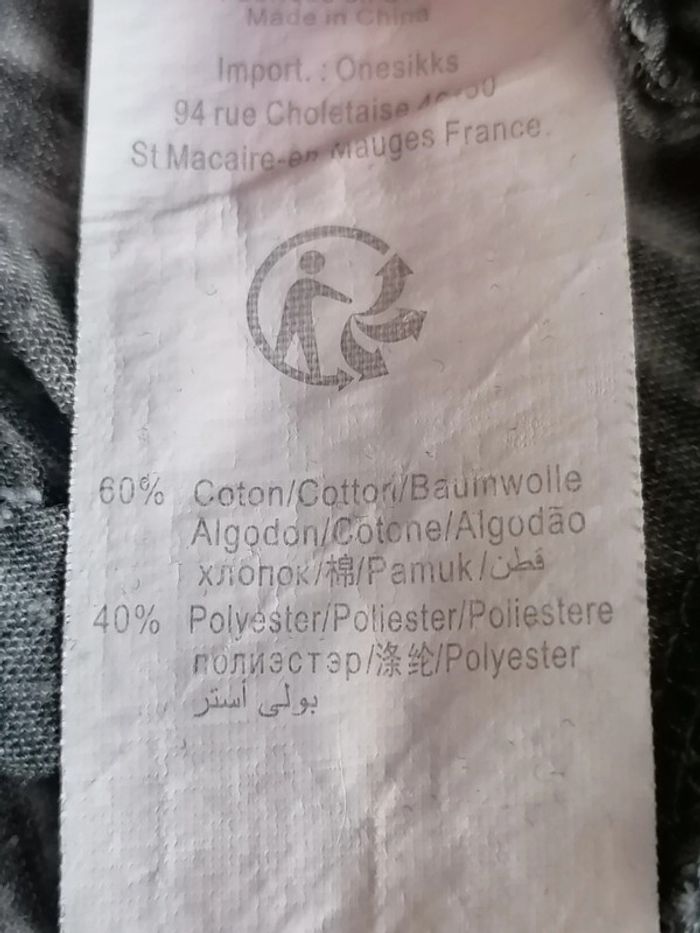 Made in China
Import. : Onesikks
94 rue Choletaise
St Macaire-en Mauges France.
60% Coton/Cotton/Baumwolle
Algodon/Cotone/Algodão
хлопок/棉/Pamuk/قطن
40% Polyester/Poliester/Poliestere
полиэстэр/涤纶/Polyester
بولی أستر